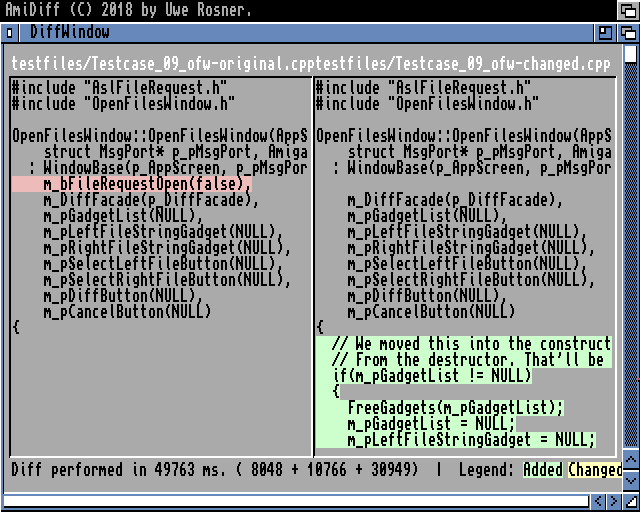 AmiDiff (C) 2018 by Uwe Rosner.
DiffWindow
testfiles/Testcase_09_ofw-original.cpp
#include "AslFileRequest.h"
#include "OpenFilesWindow.h"
OpenFilesWindow::OpenFilesWindow(AppS
struct MsgPort* p_pMsgPort, Amiga
: WindowBase(p_AppScreen, p_pMsgPor
m_bFileRequestOpen(false),
m_DiffFacade(p_DiffFacade),
m_pGadgetList(NULL),
m_pLeftFileStringGadget(NULL),
m_pRightFileStringGadget(NULL),
m_pSelectLeftFileButton(NULL),
m_pSelectRightFileButton(NULL),
m_pDiffButton(NULL),
m_pCancelButton(NULL)
{
testfiles/Testcase_09_ofw-changed.cpp
#include "AslFileRequest.h"
#include "OpenFilesWindow.h"
OpenFilesWindow::OpenFilesWindow(AppS
struct MsgPort* p_pMsgPort, Amiga
: WindowBase(p_AppScreen, p_pMsgPor
m_DiffFacade(p_DiffFacade),
m_pGadgetList(NULL),
m_pLeftFileStringGadget(NULL),
m_pRightFileStringGadget(NULL),
m_pSelectLeftFileButton(NULL),
m_pSelectRightFileButton(NULL),
m_pDiffButton(NULL),
m_pCancelButton(NULL)
{
// We moved this into the construct
// From the destructor. That'll be
if(m_pGadgetList != NULL)
{
FreeGadgets(m_pGadgetList);
m_pGadgetList = NULL;
m_pLeftFileStringGadget = NULL;
Diff performed in 49763 ms. ( 8048 + 10766 + 30949) | Legend: Added Changed